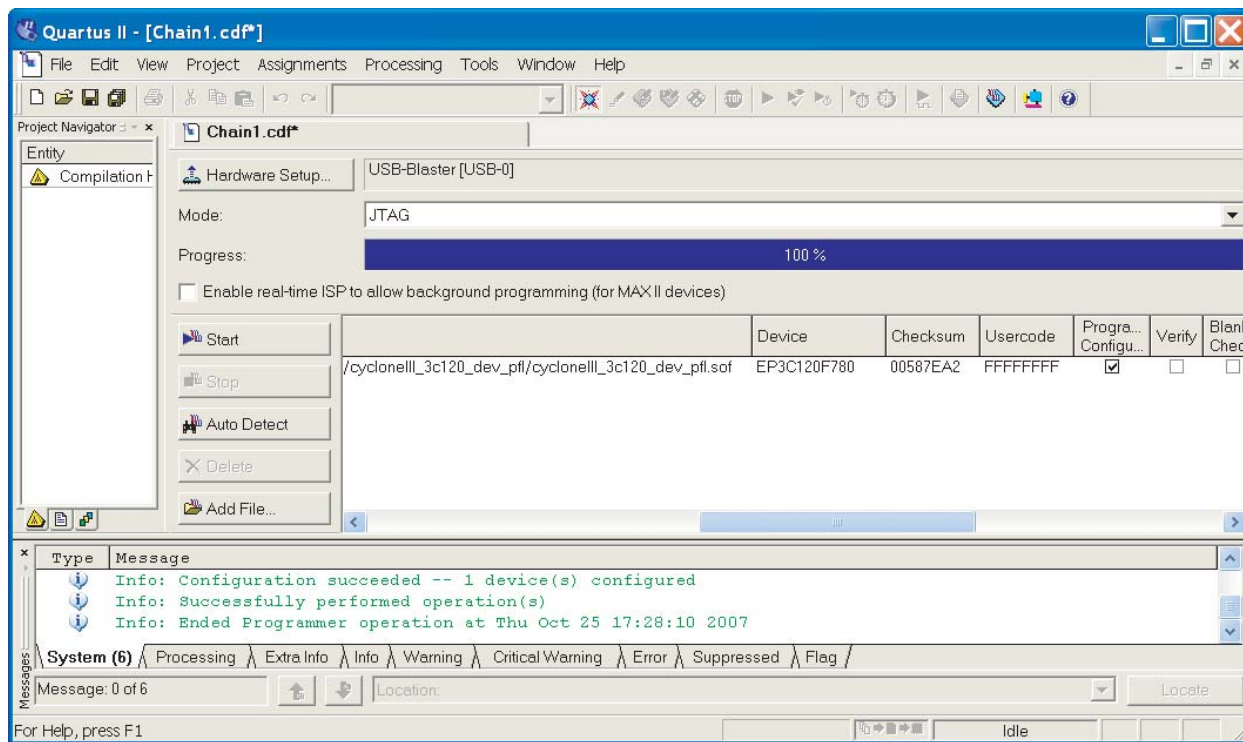 Quartus II - [Chain1.cdf*]
File Edit View Project Assignments Processing Tools Window Help
Project Navigator
Chain1.cdf*
Entity
Compilation H
Hardware Setup...
USB-Blaster [USB-0]
Mode:
JTAG
Progress:
100 %
Enable real-time ISP to allow background programming (for MAX II devices)
Start
Stop
Auto Detect
Delete
Add File...
Device Checksum Usercode Progra... Configu... Verify Blank Chec
/cycloneIII_3c120_dev_pfl/cycloneIII_3c120_dev_pfl.sof EP3C120F780 00587EA2 FFFFFFFF
Type Message
Info: Configuration succeeded -- 1 device(s) configured
Info: Successfully performed operation(s)
Info: Ended Programmer operation at Thu Oct 25 17:28:10 2007
System (6) Processing Extra Info Info Warning Critical Warning Error Suppressed Flag
Messages
Message: 0 of 6
Location:
Locate
For Help, press F1
Idle